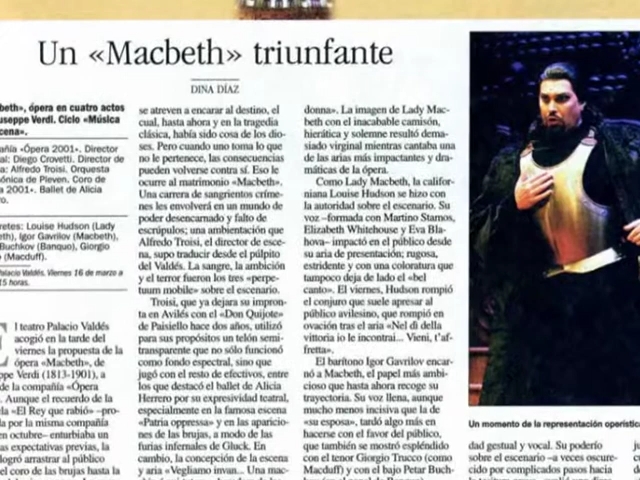 Un «Macbeth» triunfante
DINA DÍAZ
beth», ópera en cuatro actos
useppe Verdi. Ciclo «Música
scena».
añía «Ópera 2001». Director
al: Diego Crovetti. Director de
a: Alfredo Troisi. Orquesta
ónica de Pleven. Coro de
a 2001». Ballet de Alicia
ro.
retes: Louise Hudson (Lady
eth), Igor Gavrilov (Macbeth),
Buchkov (Banquo), Giorgio
(Macduff).
Palacio Valdés. Viernes 16 de marzo a
15 horas.
El teatro Palacio Valdés
acogió en la tarde del
viernes la propuesta de la
ópera «Macbeth», de
ppe Verdi (1813-1901), a
de la compañía «Ópera
. Aunque el recuerdo de la
la «El Rey que rabió» –pro-
da por la misma compañía
en octubre– enturbiaba un
as expectativas previas, la
logró arrastrar al público
el coro de las brujas hasta la
se atreven a encarar al destino, el
cual, hasta ahora y en la tragedia
clásica, había sido cosa de los dio-
ses. Pero cuando uno toma lo que
no le pertenece, las consecuencias
pueden volverse contra sí. Eso le
ocurre al matrimonio «Macbeth».
Una carrera de sangrientos críme-
nes les envolverá en un mundo de
poder desencarnado y falto de
escrúpulos; una ambientación que
Alfredo Troisi, el director de esce-
na, supo traducir desde el púlpito
del Valdés. La sangre, la ambición
y el terror fueron los tres «perpe-
tuum mobile» sobre el escenario.
Troisi, que ya dejara su impron-
ta en Avilés con el «Don Quijote»
de Paisiello hace dos años, utilizó
para sus propósitos un telón semi-
transparente que no sólo funcionó
como fondo espectral, sino que
jugó con el resto de efectivos, entre
los que destacó el ballet de Alicia
Herrero por su expresividad teatral,
especialmente en la famosa escena
«Patria oppressa» y en las aparicio-
nes de las brujas, a modo de las
furias infernales de Gluck. En
cambio, la concepción de la escena
y aria «Vegliamo invan... Una mac-
donna». La imagen de Lady Mac-
beth con el inacabable camisón,
hierática y solemne resultó dema-
siado virginal mientras cantaba una
de las arias más impactantes y dra-
máticas de la ópera.
Como Lady Macbeth, la califor-
niana Louise Hudson se hizo con
la autoridad sobre el escenario. Su
voz –formada con Martino Stamos,
Elizabeth Whitehouse y Eva Bla-
hova– impactó en el público desde
su aria de presentación; rugosa,
estridente y con una coloratura que
tampoco deja de lado el «bel
canto». El viernes, Hudson rompió
el conjuro que suele apresar al
público avilesino, que rompió en
ovación tras el aria «Nel dì della
vittoria io le incontrai... Vieni, t'af-
fretta».
El barítono Igor Gavrilov encar-
nó a Macbeth, el papel más ambi-
cioso que hasta ahora recoge su
trayectoria. Su voz llena, aunque
mucho menos incisiva que la de
«su esposa», tardó algo más en
hacerse con el favor del público,
que también se mostró espléndido
con el tenor Giorgio Trucco (como
Macduff) y con el bajo Petar Buch-
Un momento de la representación operística
dad gestual y vocal. Su poderío
sobre el escenario –a veces oscure-
cido por complicados pasos hacia